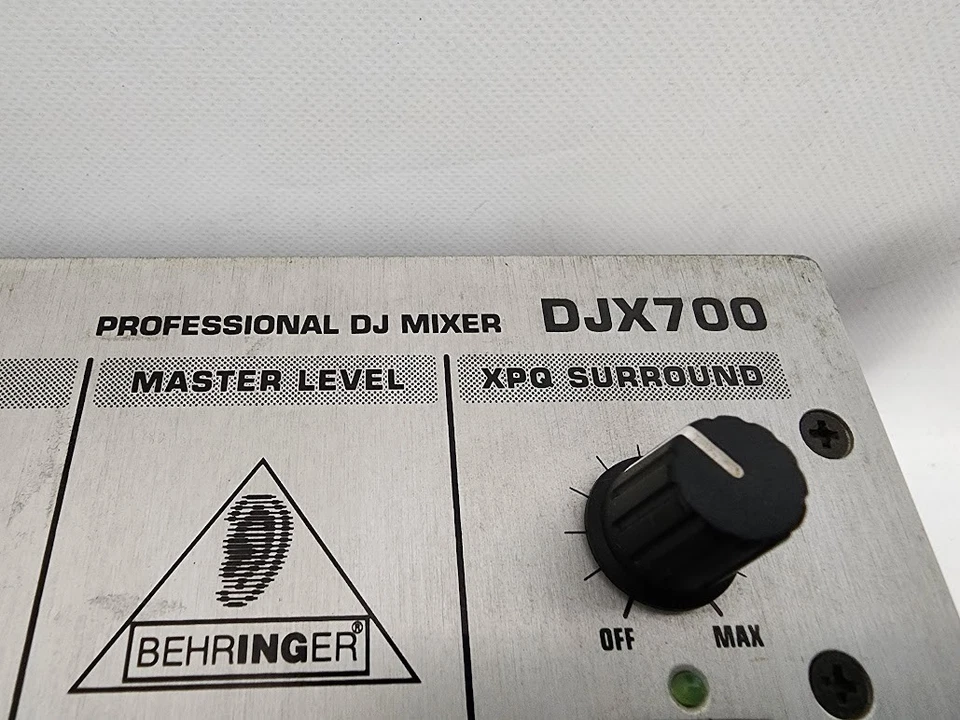 PROFESSIONAL DJ MIXER DJX700
MASTER LEVEL
XPQ SURROUND
BEHRINGER®
OFF
MAX